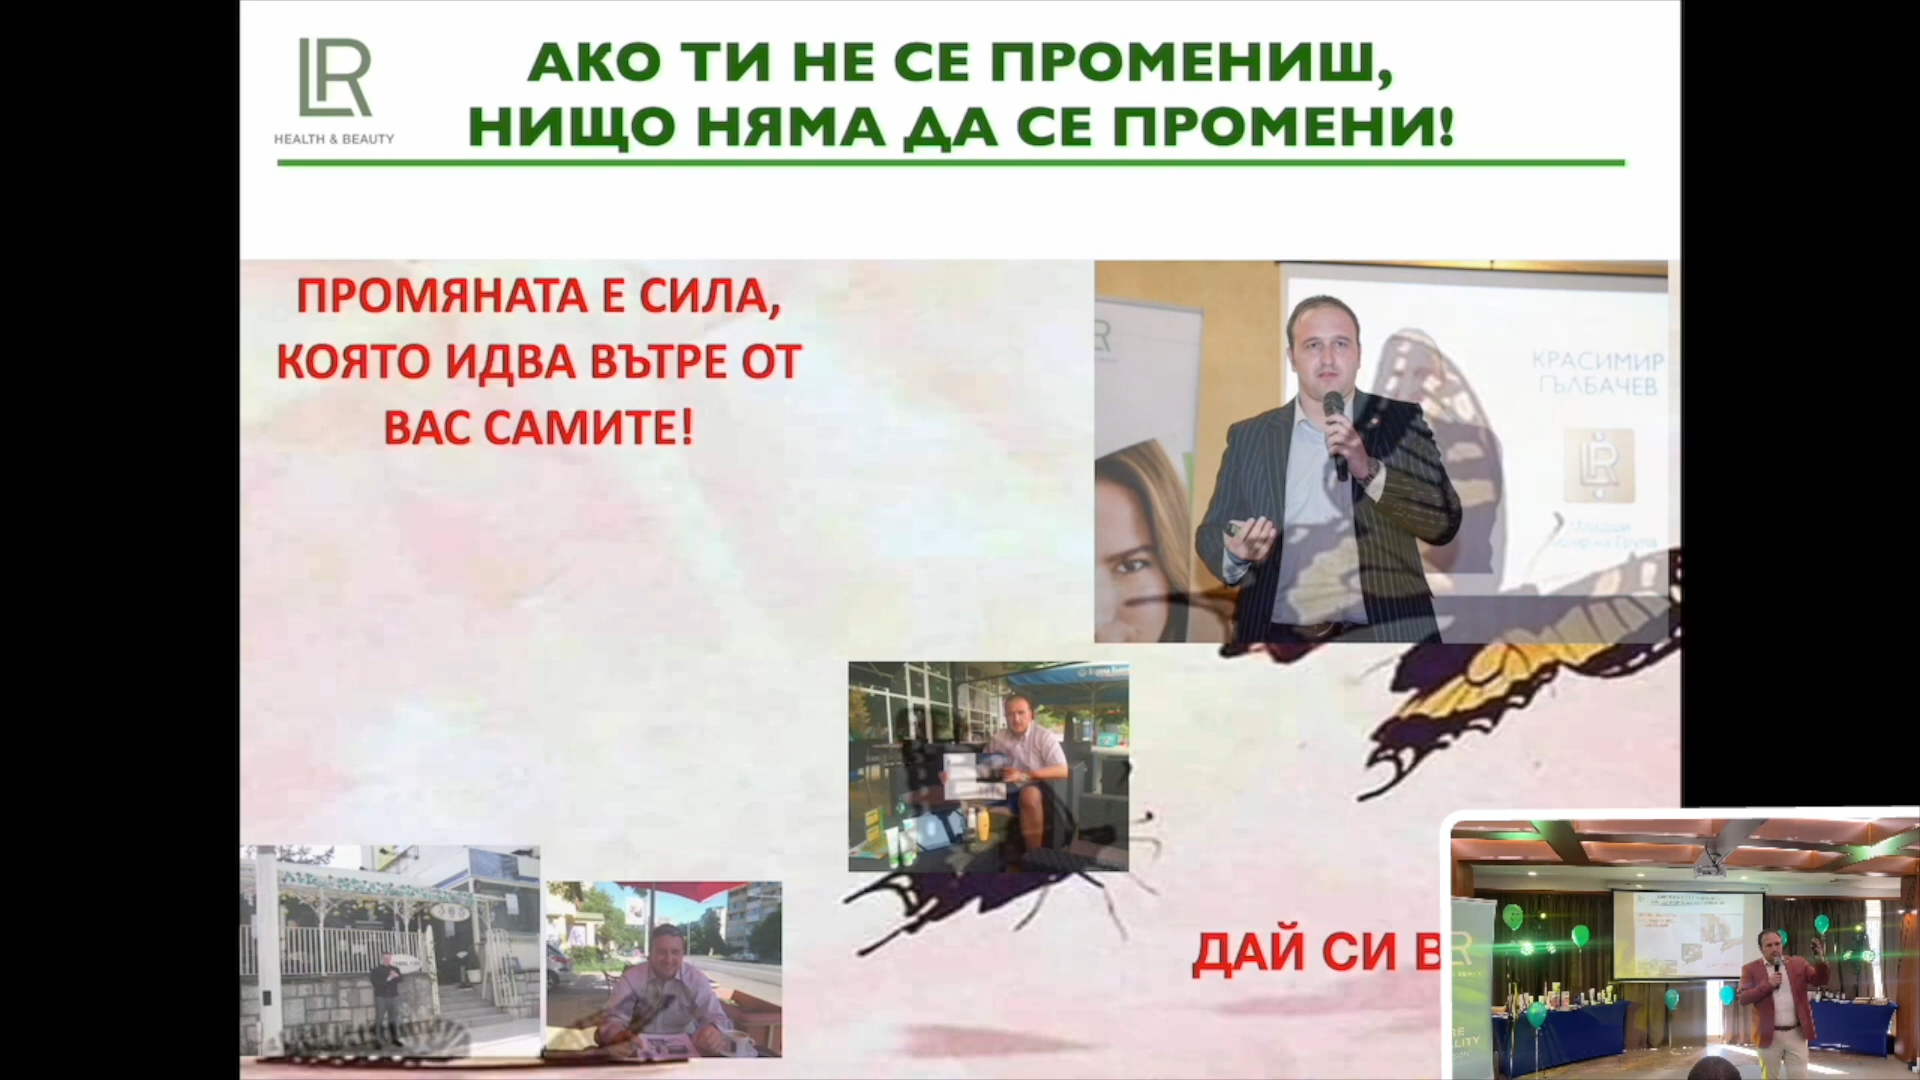 LR
HEALTH & BEAUTY
АКО ТИ НЕ СЕ ПРОМЕНИШ,
НИЩО НЯМА ДА СЕ ПРОМЕНИ!
ПРОМЯНАТА Е СИЛА,
КОЯТО ИДВА ВЪТРЕ ОТ
ВАС САМИТЕ!
КРАСИМИР
ГЪЛБАЧЕВ
LR
ДАЙ СИ В